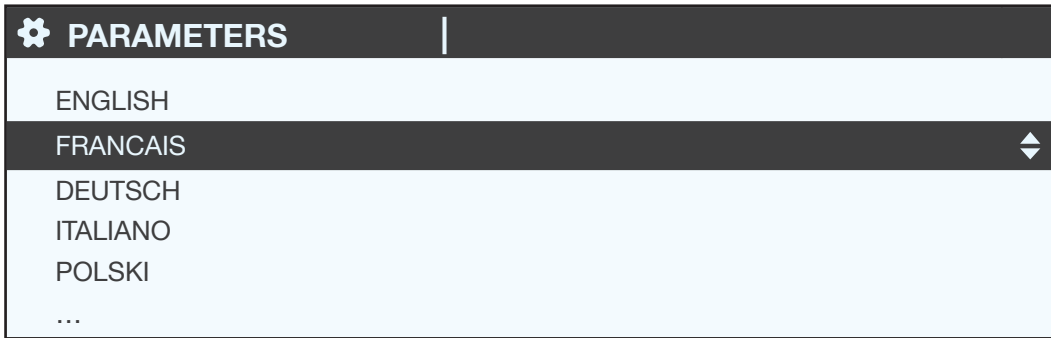 PARAMETERS
ENGLISH
FRANCAIS
DEUTSCH
ITALIANO
POLSKI
…